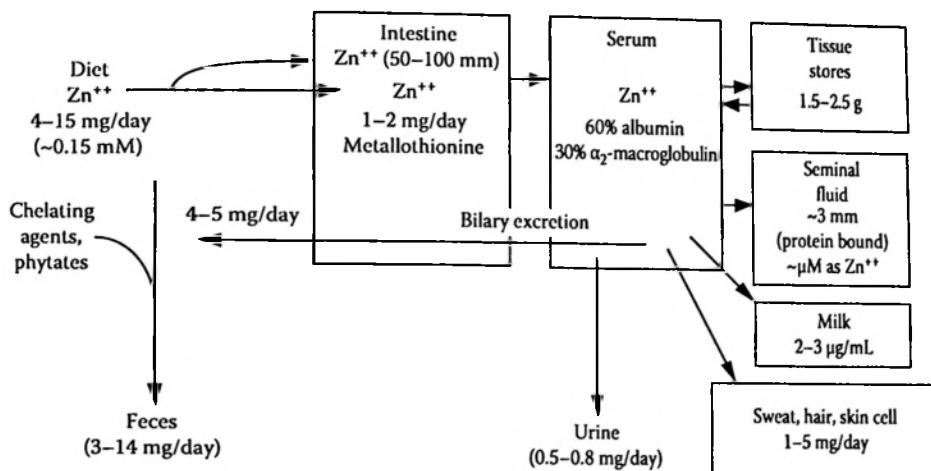 Diet
Zn⁺⁺
4–15 mg/day
(~0.15 mM)
Chelating
agents,
phytates
Feces
(3–14 mg/day)
4–5 mg/day
Intestine
Zn⁺⁺ (50–100 mm)
Zn⁺⁺
1–2 mg/day
Metallothionine
Bilary excretion
Serum
Zn⁺⁺
60% albumin
30% α₂-macroglobulin
Urine
(0.5–0.8 mg/day)
Tissue
stores
1.5–2.5 g
Seminal
fluid
~3 mm
(protein bound)
~μM as Zn⁺⁺
Milk
2–3 μg/mL
Sweat, hair, skin cell
1–5 mg/day